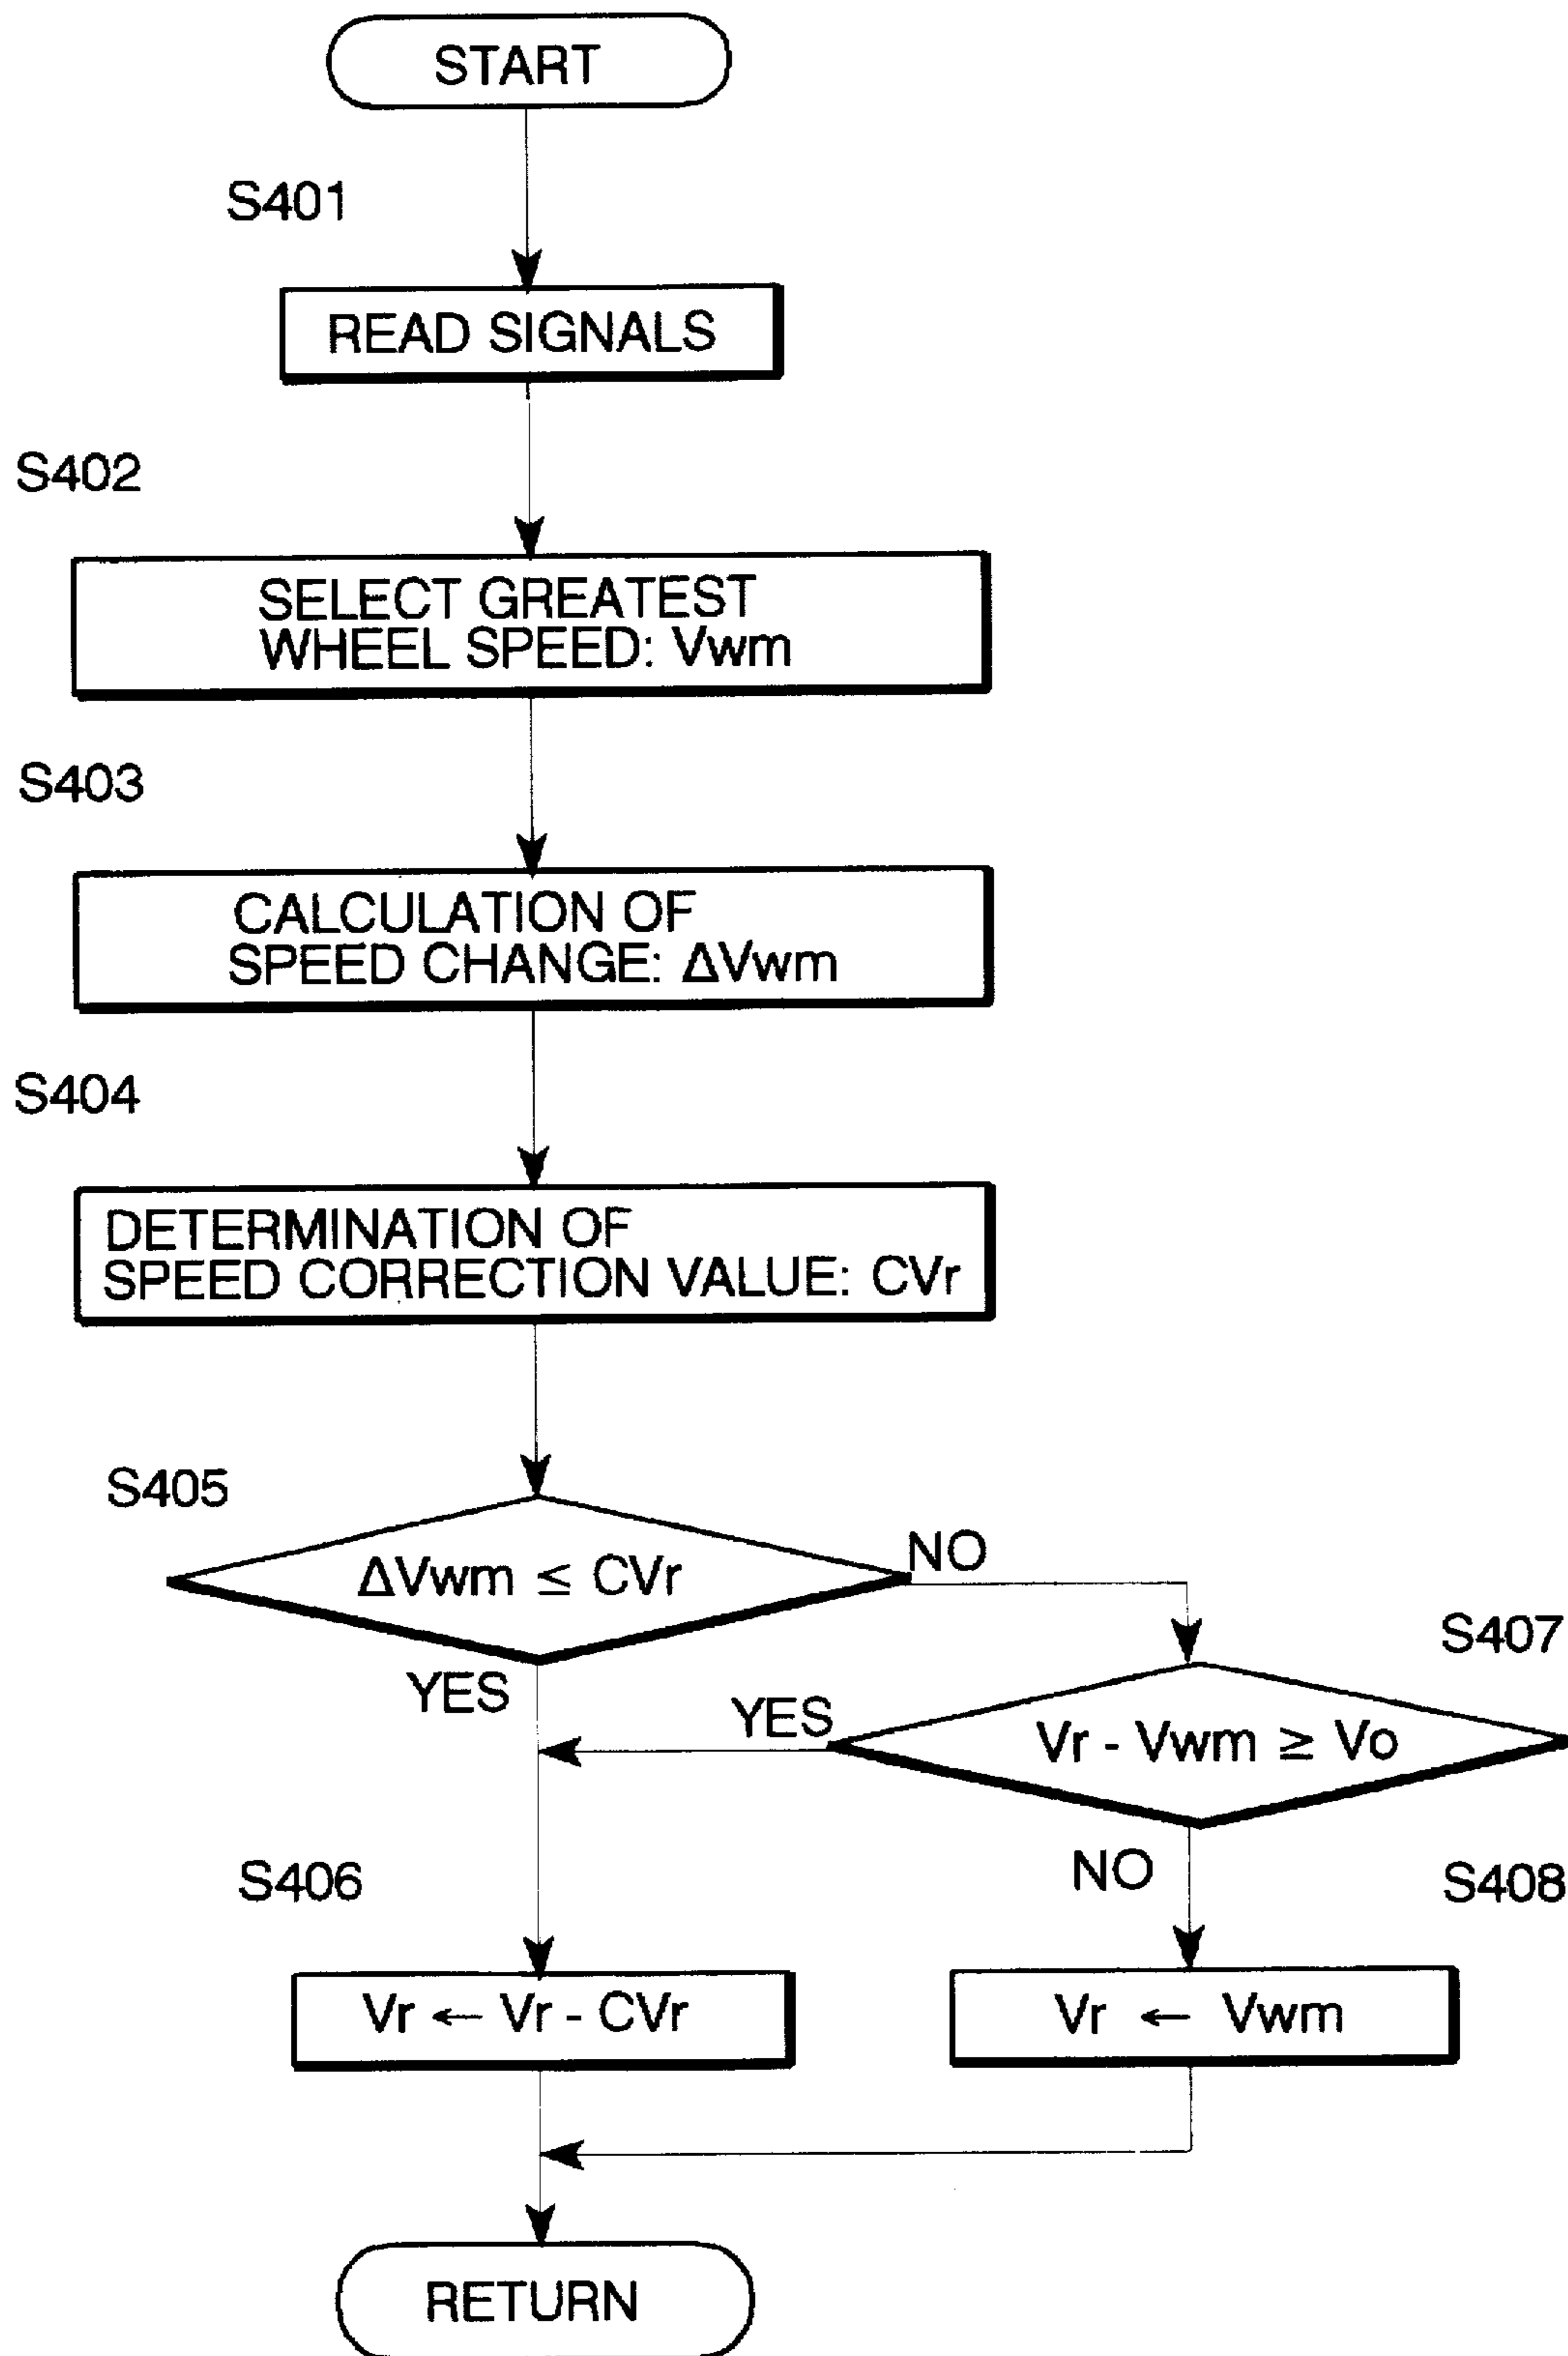 START
S401
READ SIGNALS
S402
SELECT GREATEST
WHEEL SPEED: Vwm
S403
CALCULATION OF
SPEED CHANGE: ΔVwm
S404
DETERMINATION OF
SPEED CORRECTION VALUE: CVr
S405
ΔVwm ≤ CVr
NO
YES
S407
YES
Vr - Vwm ≥ Vo
NO
S406
S408
Vr ← Vr - CVr
Vr ← Vwm
RETURN